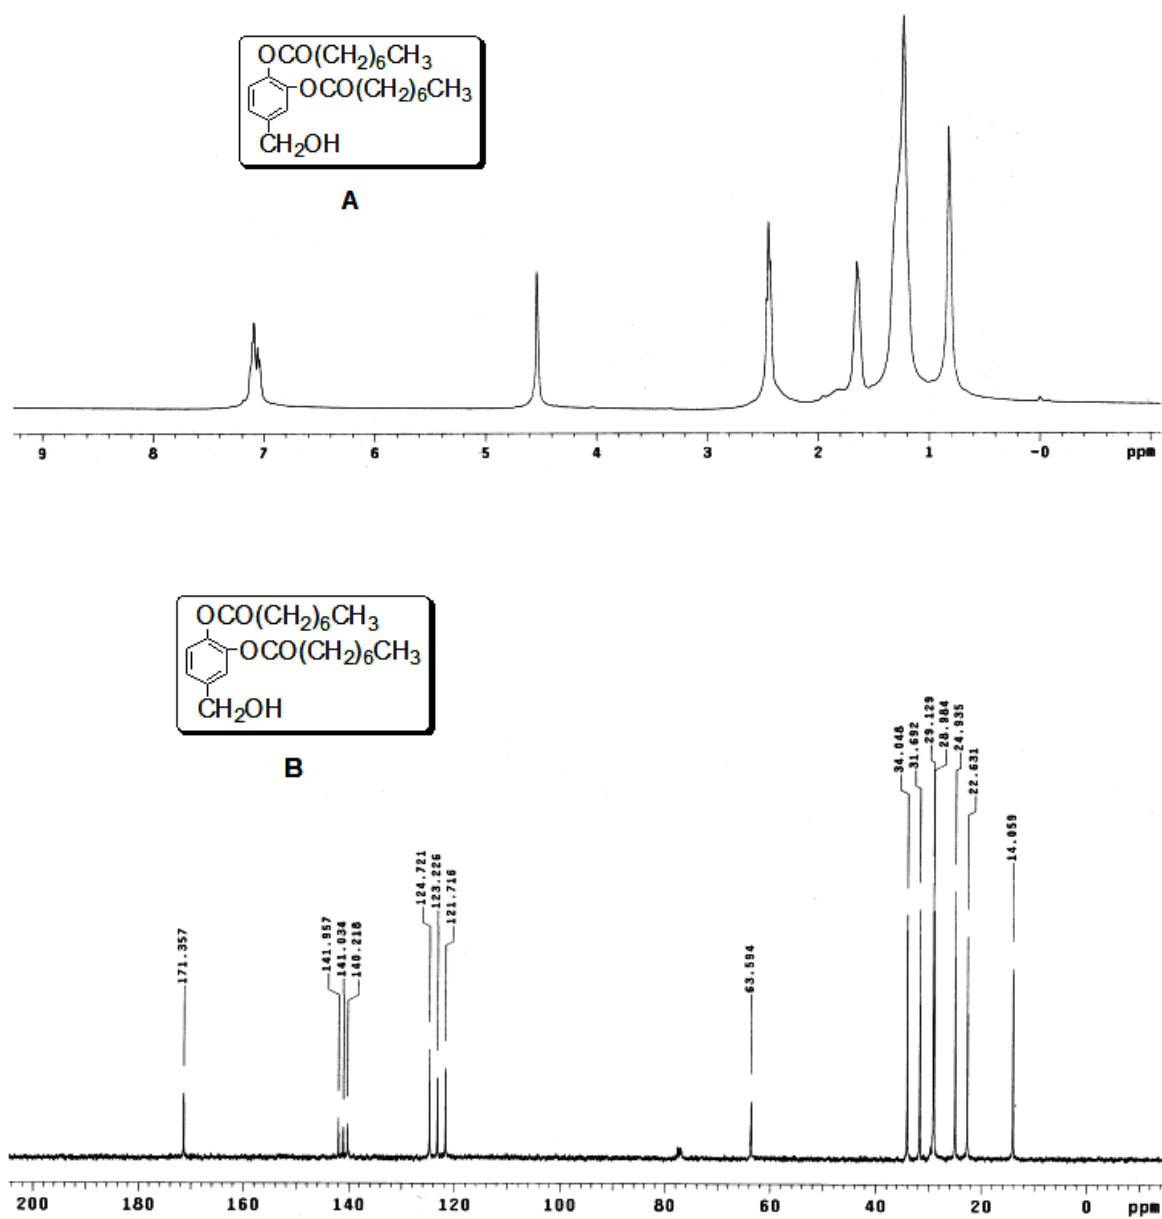 OCO(CH2)6CH3
OCO(CH2)6CH3
CH2OH
A
9 8 7 6 5 4 3 2 1 -0 ppm
OCO(CH2)6CH3
OCO(CH2)6CH3
CH2OH
B
171.357
141.957
141.034
140.218
124.721
123.226
121.716
63.594
34.048
31.692
29.129
28.984
24.935
22.631
14.059
200 180 160 140 120 100 80 60 40 20 0 ppm